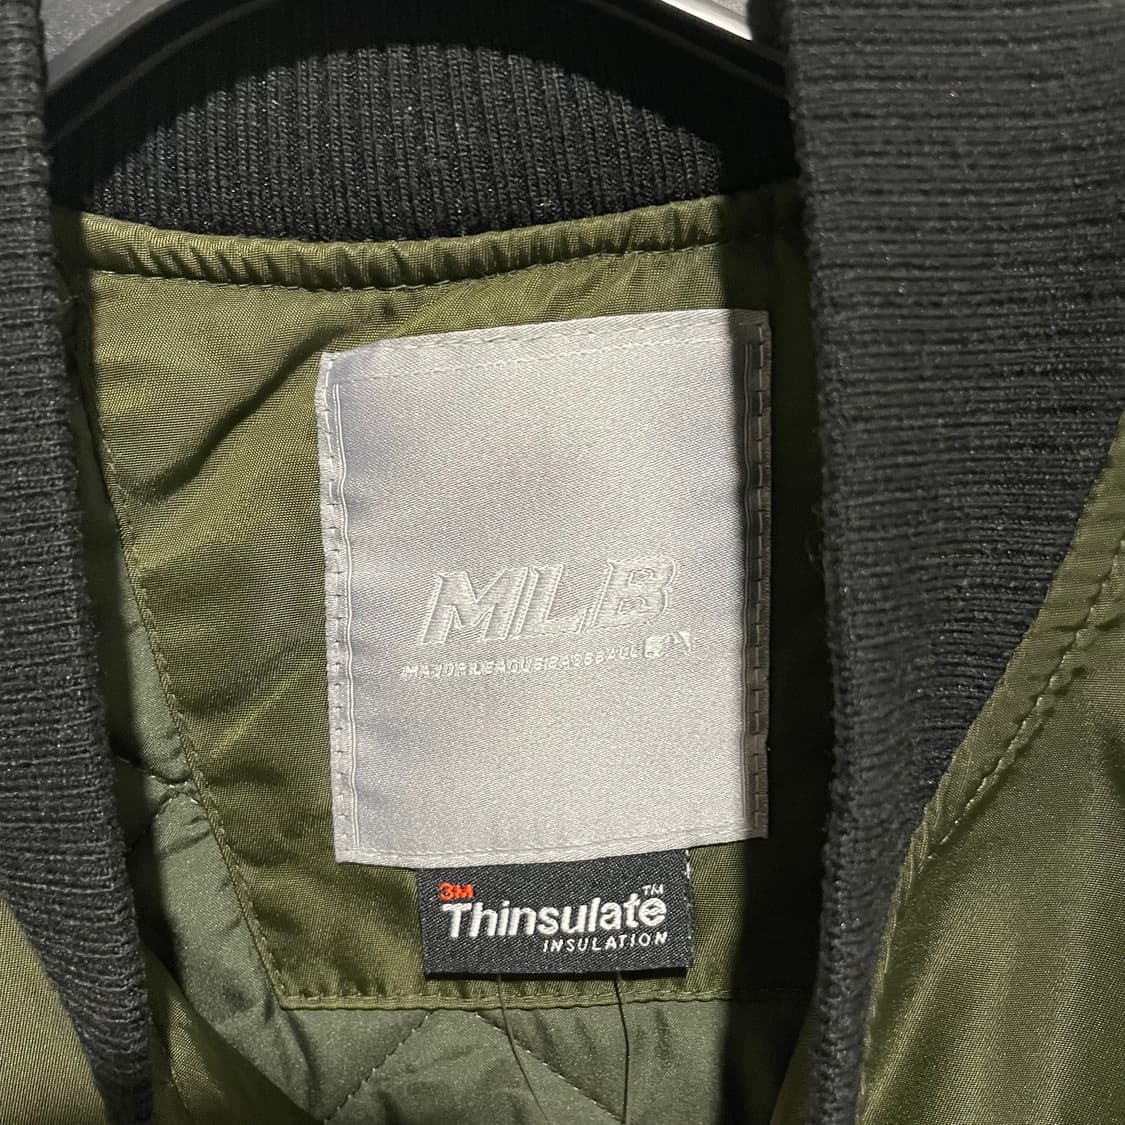 MLB
MAJOR LEAGUE BASEBALL
3M
Thinsulate™
INSULATION